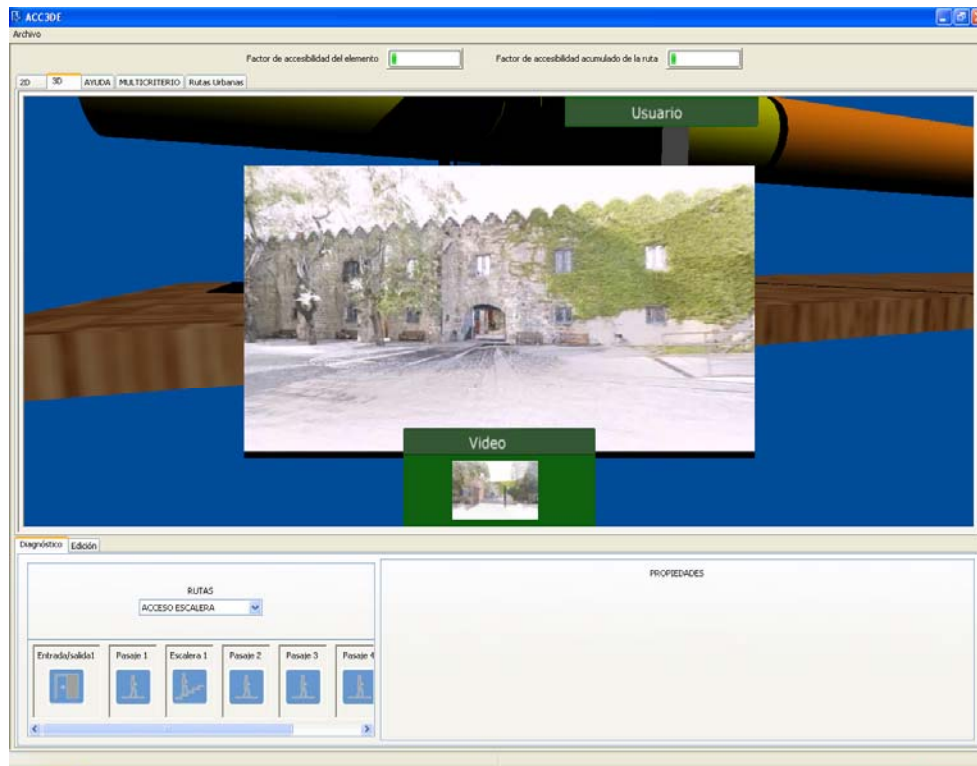 ACC3DE
Archivo
Factor de accesibilidad del elemento Factor de accesibilidad acumulado de la ruta
2D 3D AYUDA MULTICRITERIO Rutas Urbanas
Usuario
Video
Diagnóstico Edición
PROPIEDADES
RUTAS
ACCESO ESCALERA
Entrada/salida1 Pasaje 1 Escalera 1 Pasaje 2 Pasaje 3 Pasaje 4